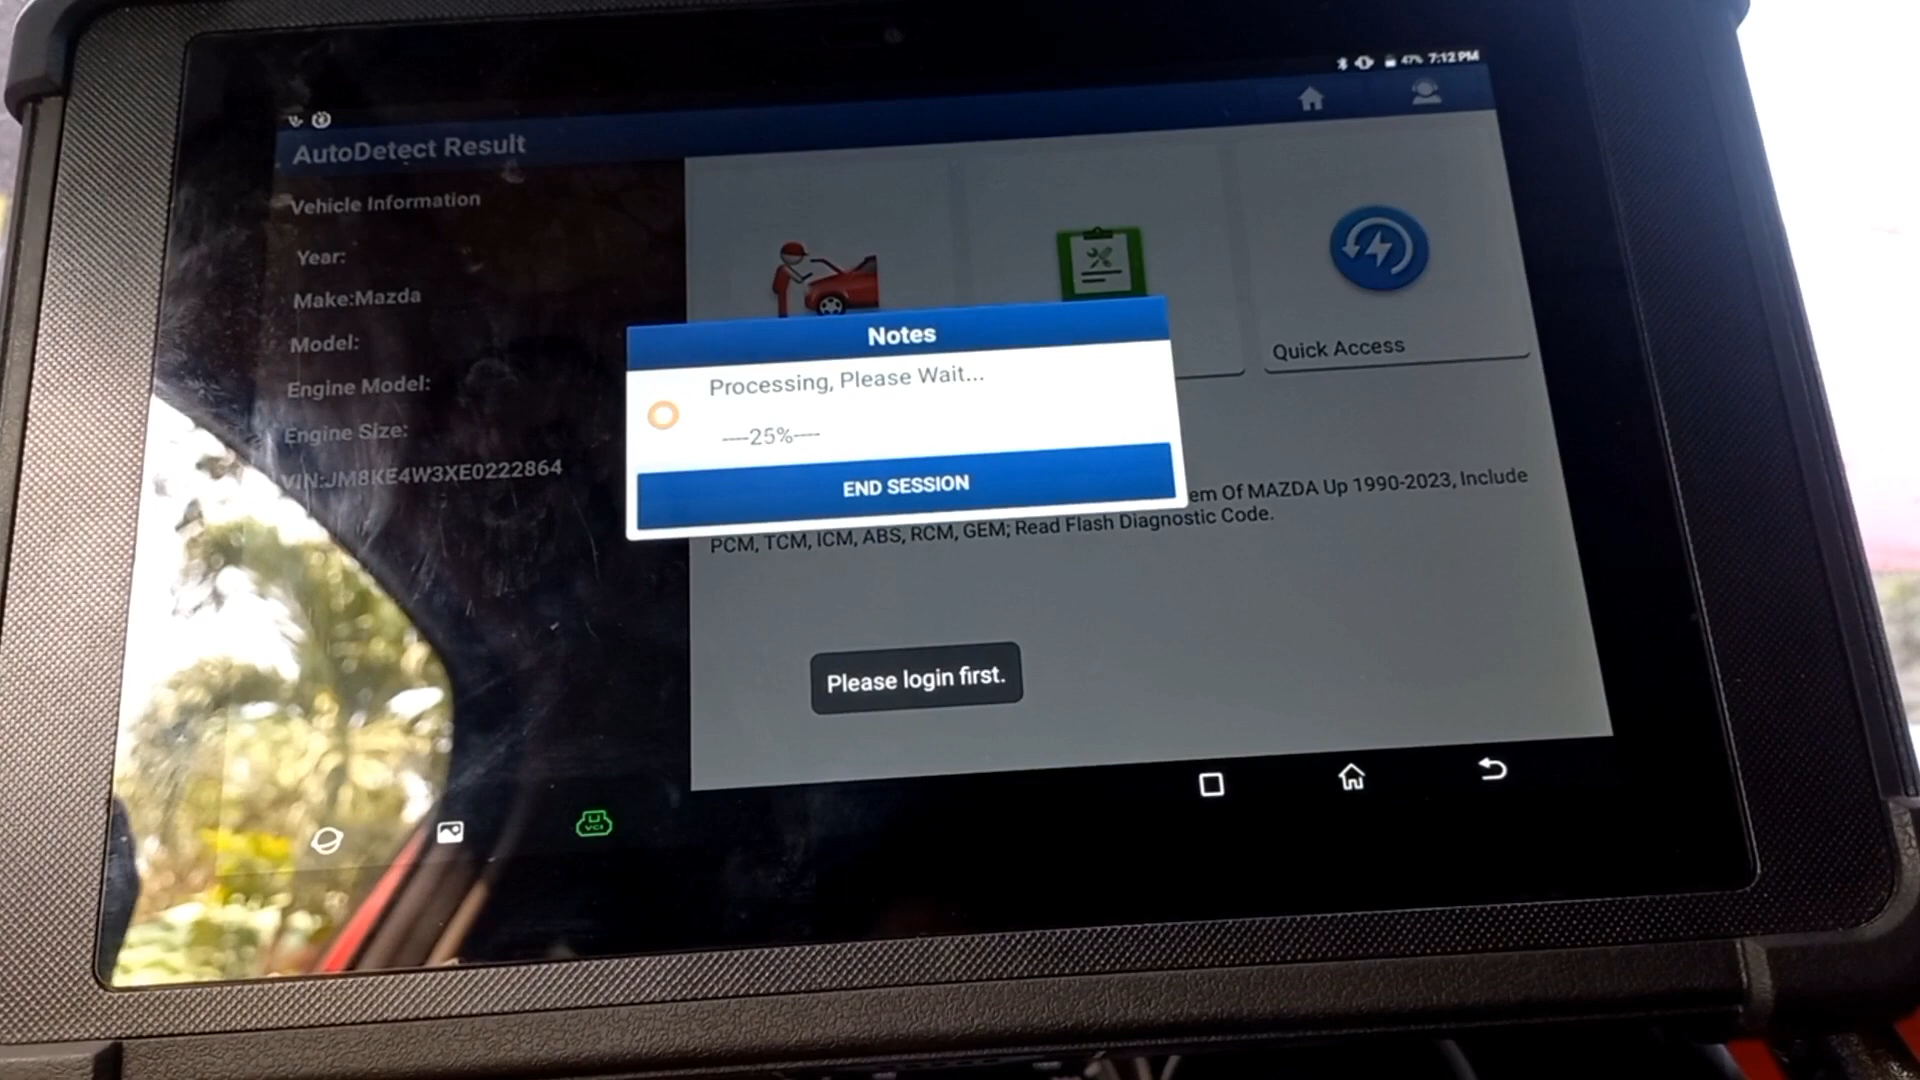 47% 7:12 PM
AutoDetect Result
Vehicle Information
Year:
Make:Mazda
Model:
Engine Model:
Engine Size:
VIN:JM8KE4W3XE0222864
Quick Access
Notes
Processing, Please Wait...
----25%----
END SESSION
em Of MAZDA Up 1990-2023, Include
PCM, TCM, ICM, ABS, RCM, GEM; Read Flash Diagnostic Code.
Please login first.
VCI